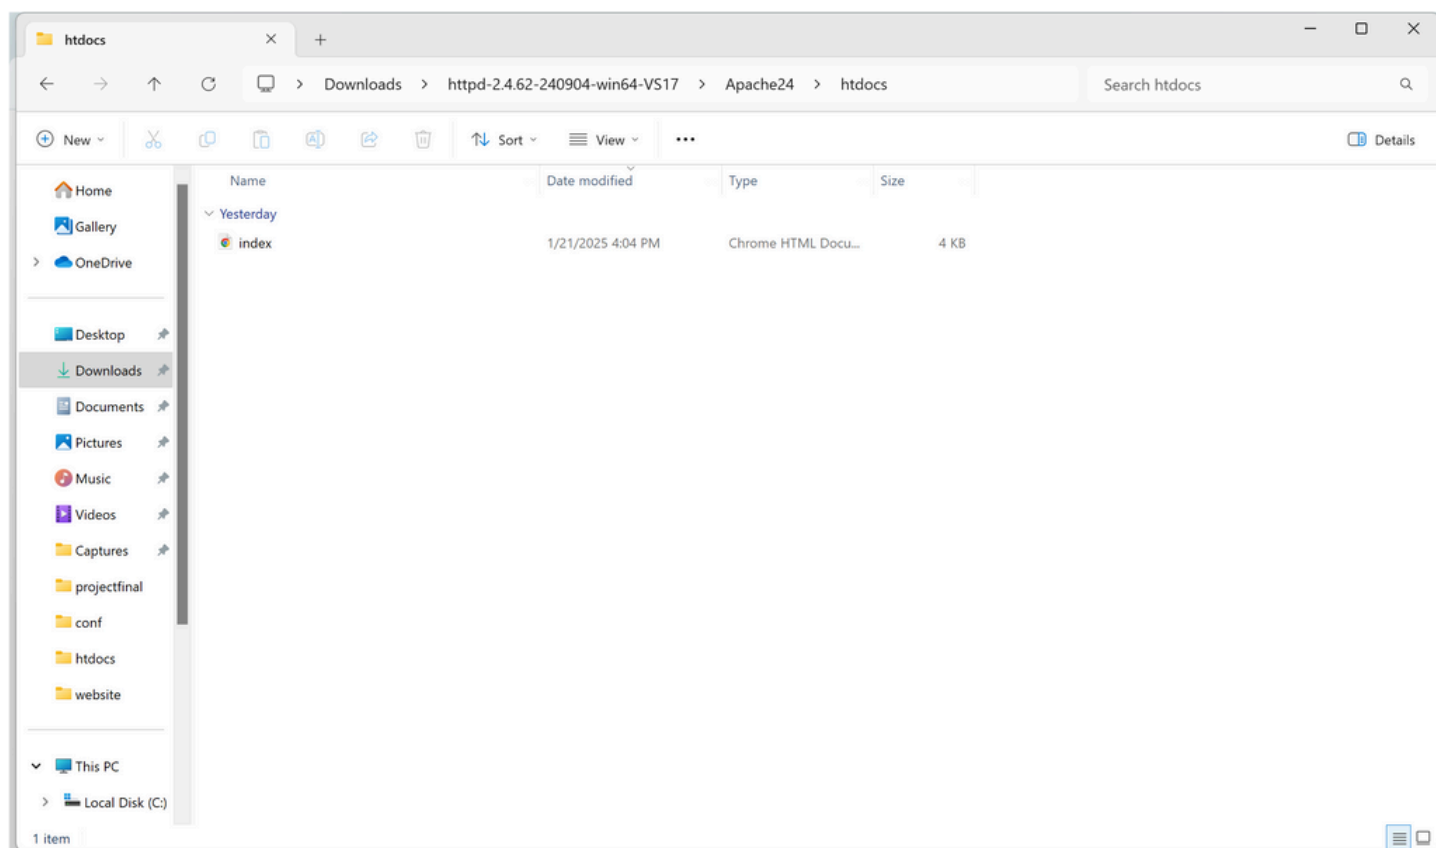 htdocs
Downloads > httpd-2.4.62-240904-win64-VS17 > Apache24 > htdocs
Search htdocs
New
Sort
View
Details
Name Date modified Type Size
Yesterday
index 1/21/2025 4:04 PM Chrome HTML Docu... 4 KB
Home
Gallery
OneDrive
Desktop
Downloads
Documents
Pictures
Music
Videos
Captures
projectfinal
conf
htdocs
website
This PC
Local Disk (C:)
1 item